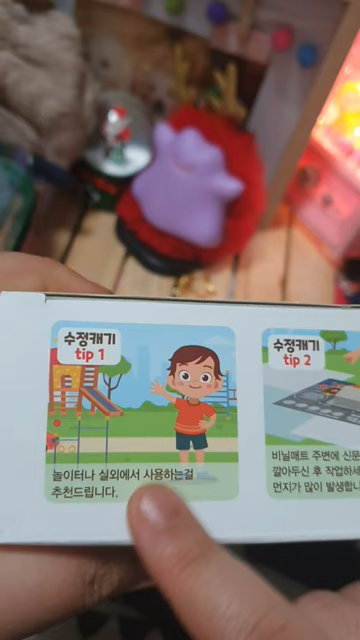 수정캐기
tip 1
놀이터나 실외에서 사용하는걸
추천드립니다.
수정캐기
tip 2
비닐매트 주변에 신문
깔아두신 후 작업하세
먼지가 많이 발생합니